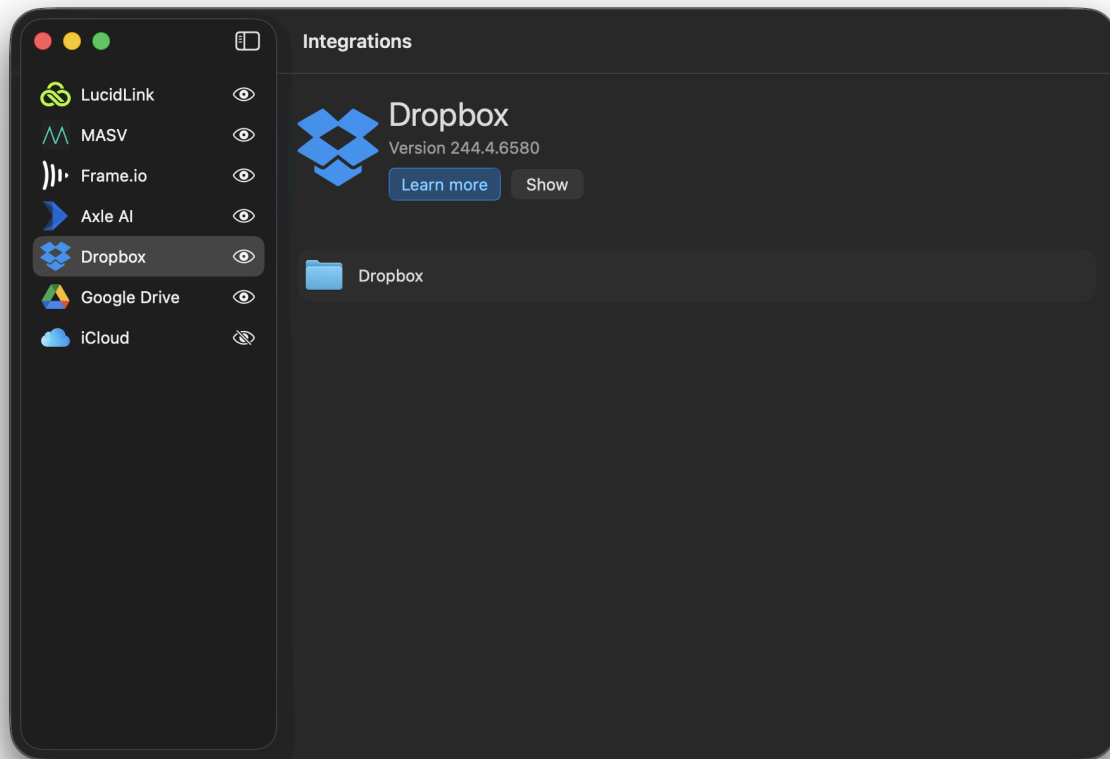 Integrations
LucidLink
MASV
Frame.io
Axle AI
Dropbox
Google Drive
iCloud
Dropbox
Version 244.4.6580
Learn more
Show
Dropbox